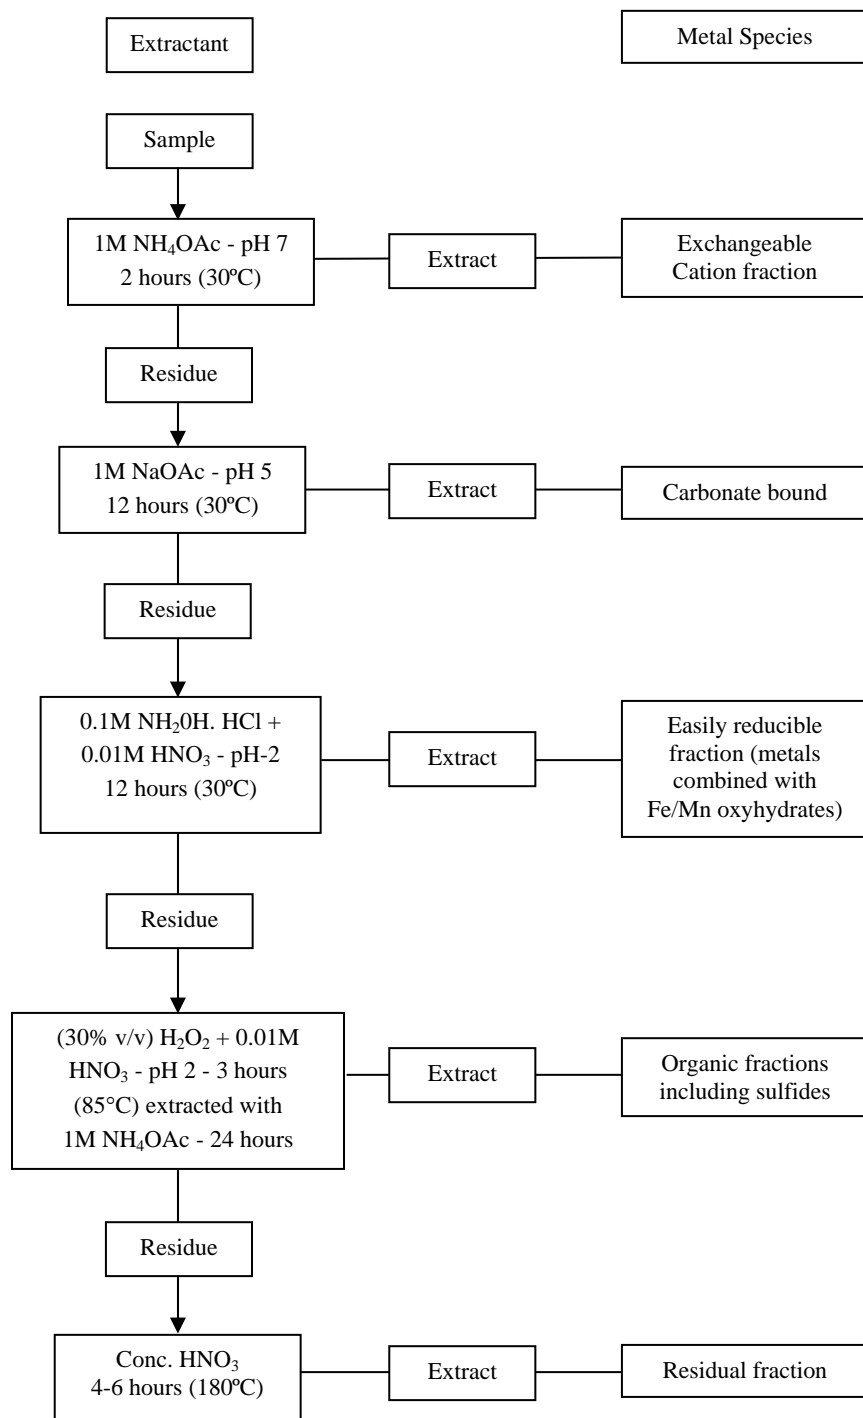 Extractant
Metal Species
Sample
1M NH₄OAc - pH 7
2 hours (30ºC)
Extract
Exchangeable
Cation fraction
Residue
1M NaOAc - pH 5
12 hours (30ºC)
Extract
Carbonate bound
Residue
0.1M NH₂0H. HCl +
0.01M HNO₃ - pH-2
12 hours (30ºC)
Extract
Easily reducible
fraction (metals
combined with
Fe/Mn oxyhydrates)
Residue
(30% v/v) H₂O₂ + 0.01M
HNO₃ - pH 2 - 3 hours
(85°C) extracted with
1M NH₄OAc - 24 hours
Extract
Organic fractions
including sulfides
Residue
Conc. HNO₃
4-6 hours (180ºC)
Extract
Residual fraction